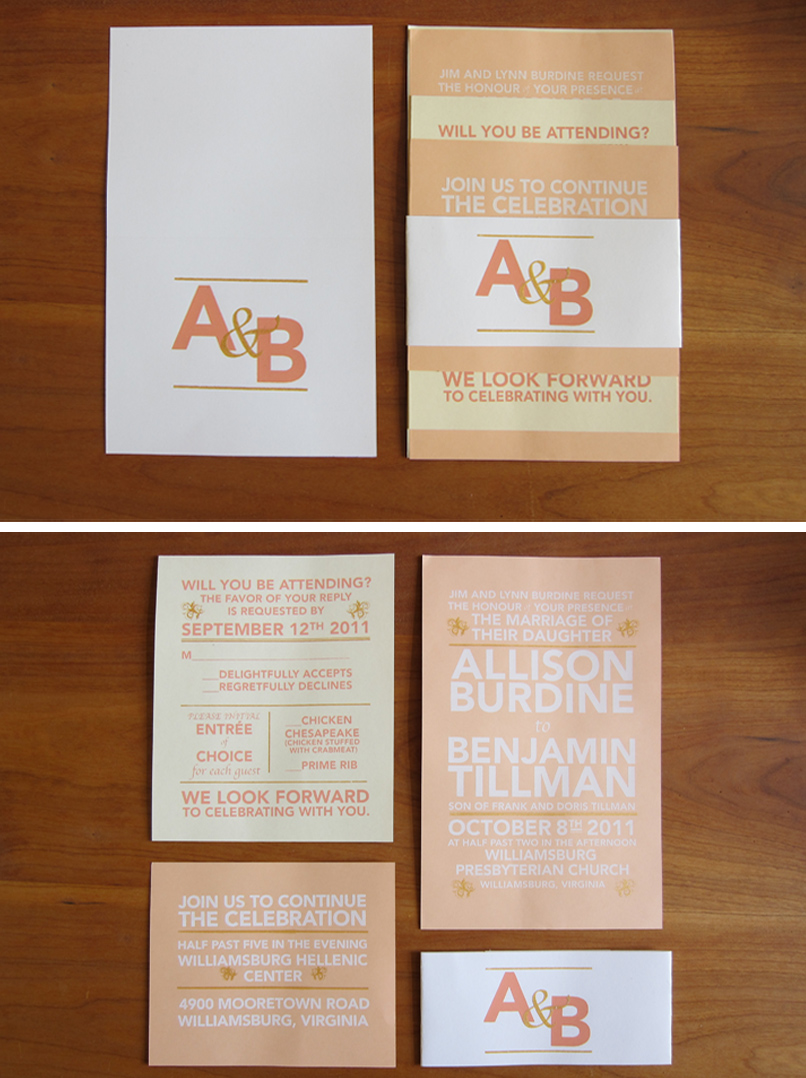 A&B
JIM AND LYNN BURDINE REQUEST
THE HONOUR of YOUR PRESENCE at
WILL YOU BE ATTENDING?
JOIN US TO CONTINUE
THE CELEBRATION
A&B
WE LOOK FORWARD
TO CELEBRATING WITH YOU.
WILL YOU BE ATTENDING?
THE FAVOR OF YOUR REPLY
IS REQUESTED BY
SEPTEMBER 12TH 2011
M
DELIGHTFULLY ACCEPTS
REGRETFULLY DECLINES
PLEASE INITIAL
ENTRÉE
of
CHOICE
for each guest
CHICKEN
CHESAPEAKE
(CHICKEN STUFFED
WITH CRABMEAT)
PRIME RIB
WE LOOK FORWARD
TO CELEBRATING WITH YOU.
JIM AND LYNN BURDINE REQUEST
THE HONOUR of YOUR PRESENCE at
THE MARRIAGE OF
THEIR DAUGHTER
ALLISON
BURDINE
to
BENJAMIN
TILLMAN
SON OF FRANK AND DORIS TILLMAN
OCTOBER 8TH 2011
AT HALF PAST TWO IN THE AFTERNOON
WILLIAMSBURG
PRESBYTERIAN CHURCH
WILLIAMSBURG, VIRGINIA
JOIN US TO CONTINUE
THE CELEBRATION
HALF PAST FIVE IN THE EVENING
WILLIAMSBURG HELLENIC
CENTER
4900 MOORETOWN ROAD
WILLIAMSBURG, VIRGINIA
A&B